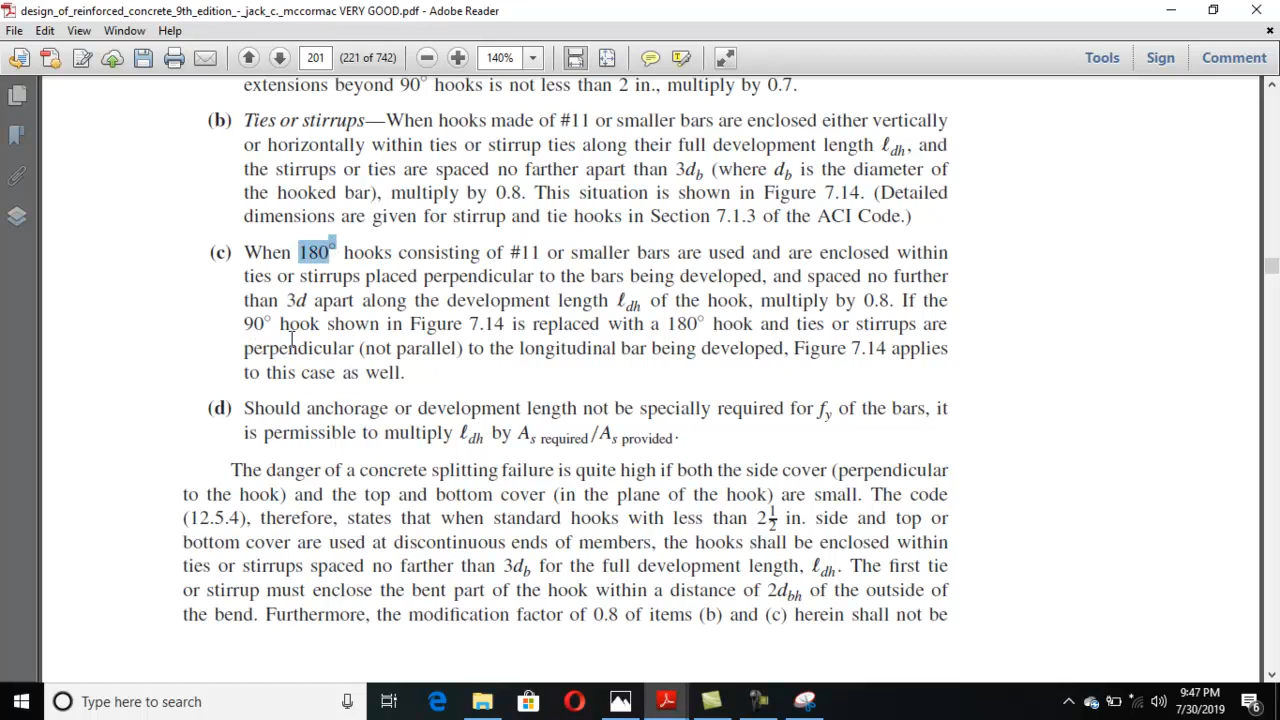 design_of_reinforced_concrete_9th_edition_-_jack_c._mccormac VERY GOOD.pdf - Adobe Reader
File Edit View Window Help
201 (221 of 742) 140% Tools Sign Comment
extensions beyond 90° hooks is not less than 2 in., multiply by 0.7.
(b) Ties or stirrups—When hooks made of #11 or smaller bars are enclosed either vertically
or horizontally within ties or stirrup ties along their full development length ℓdh, and
the stirrups or ties are spaced no farther apart than 3db (where db is the diameter of
the hooked bar), multiply by 0.8. This situation is shown in Figure 7.14. (Detailed
dimensions are given for stirrup and tie hooks in Section 7.1.3 of the ACI Code.)
(c) When 180° hooks consisting of #11 or smaller bars are used and are enclosed within
ties or stirrups placed perpendicular to the bars being developed, and spaced no further
than 3d apart along the development length ℓdh of the hook, multiply by 0.8. If the
90° hook shown in Figure 7.14 is replaced with a 180° hook and ties or stirrups are
perpendicular (not parallel) to the longitudinal bar being developed, Figure 7.14 applies
to this case as well.
(d) Should anchorage or development length not be specially required for fy of the bars, it
is permissible to multiply ℓdh by As required/As provided.
The danger of a concrete splitting failure is quite high if both the side cover (perpendicular
to the hook) and the top and bottom cover (in the plane of the hook) are small. The code
(12.5.4), therefore, states that when standard hooks with less than 2 1/2 in. side and top or
bottom cover are used at discontinuous ends of members, the hooks shall be enclosed within
ties or stirrups spaced no farther than 3db for the full development length, ℓdh. The first tie
or stirrup must enclose the bent part of the hook within a distance of 2dbh of the outside of
the bend. Furthermore, the modification factor of 0.8 of items (b) and (c) herein shall not be
Type here to search
9:47 PM
7/30/2019
6